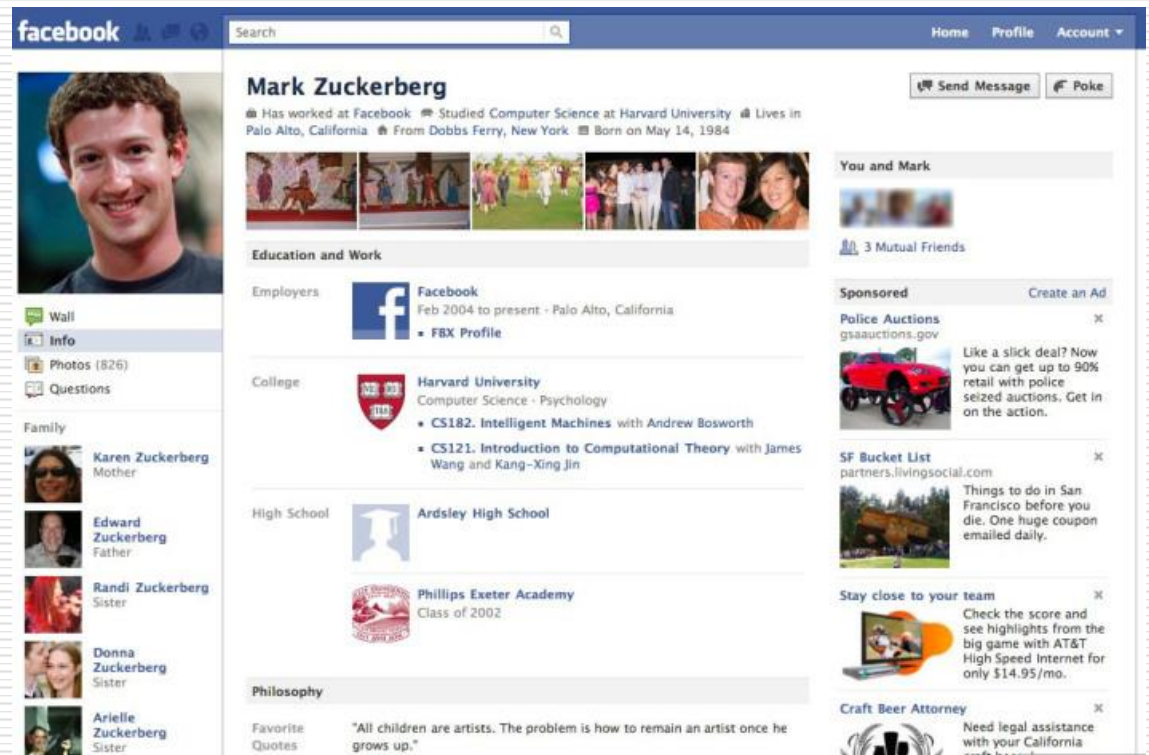 facebook
Search
Home Profile Account
Mark Zuckerberg
Has worked at Facebook Studied Computer Science at Harvard University Lives in
Palo Alto, California From Dobbs Ferry, New York Born on May 14, 1984
Send Message Poke
Wall
Info
Photos (826)
Questions
Family
Karen Zuckerberg
Mother
Edward
Zuckerberg
Father
Randi Zuckerberg
Sister
Donna
Zuckerberg
Sister
Arielle
Zuckerberg
Sister
Education and Work
Employers
Facebook
Feb 2004 to present · Palo Alto, California
▪ FBX Profile
College
Harvard University
Computer Science · Psychology
▪ CS182. Intelligent Machines with Andrew Bosworth
▪ CS121. Introduction to Computational Theory with James
Wang and Kang-Xing Jin
High School
Ardsley High School
Phillips Exeter Academy
Class of 2002
Philosophy
Favorite
Quotes
"All children are artists. The problem is how to remain an artist once he
grows up."
You and Mark
3 Mutual Friends
Sponsored Create an Ad
Police Auctions
gsaauctions.gov
Like a slick deal? Now
you can get up to 90%
retail with police
seized auctions. Get in
on the action.
SF Bucket List
partners.livingsocial.com
Things to do in San
Francisco before you
die. One huge coupon
emailed daily.
Stay close to your team
Check the score and
see highlights from the
big game with AT&T
High Speed Internet for
only $14.95/mo.
Craft Beer Attorney
Need legal assistance
with your California